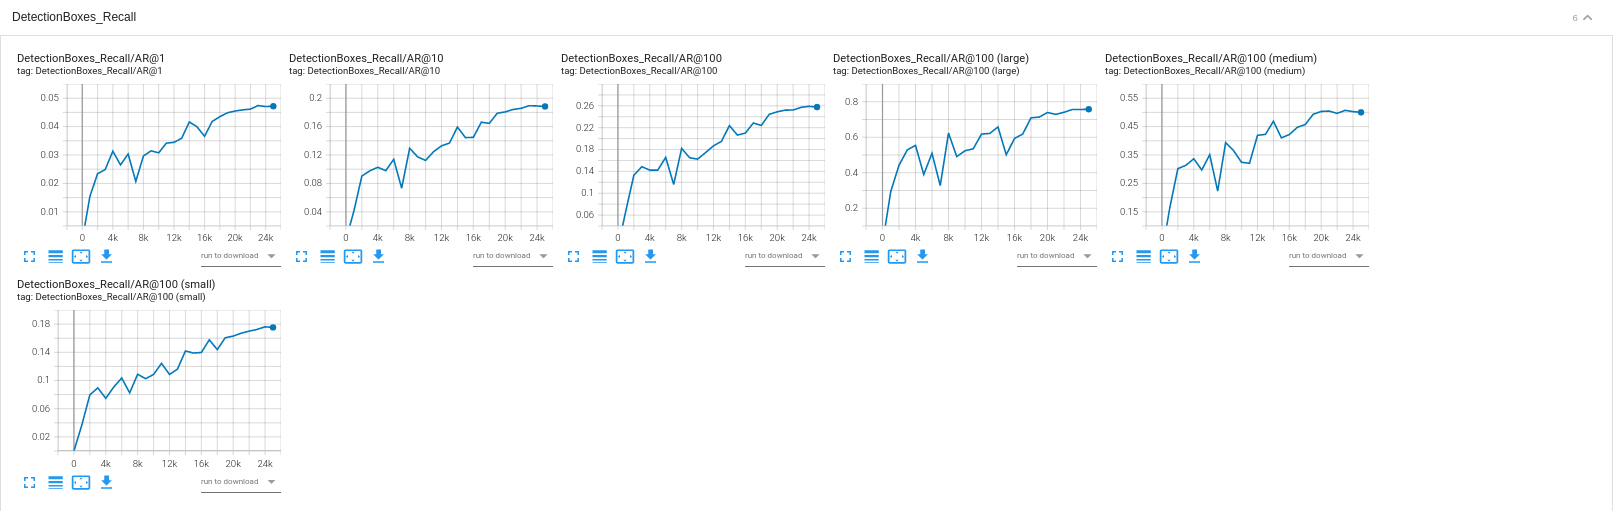 DetectionBoxes_Recall
6
DetectionBoxes_Recall/AR@1
tag: DetectionBoxes_Recall/AR@1
0.05
0.04
0.03
0.02
0.01
0 4k 8k 12k 16k 20k 24k
run to download
DetectionBoxes_Recall/AR@10
tag: DetectionBoxes_Recall/AR@10
0.2
0.16
0.12
0.08
0.04
0 4k 8k 12k 16k 20k 24k
run to download
DetectionBoxes_Recall/AR@100
tag: DetectionBoxes_Recall/AR@100
0.26
0.22
0.18
0.14
0.1
0.06
0 4k 8k 12k 16k 20k 24k
run to download
DetectionBoxes_Recall/AR@100 (large)
tag: DetectionBoxes_Recall/AR@100 (large)
0.8
0.6
0.4
0.2
0 4k 8k 12k 16k 20k 24k
run to download
DetectionBoxes_Recall/AR@100 (medium)
tag: DetectionBoxes_Recall/AR@100 (medium)
0.55
0.45
0.35
0.25
0.15
0 4k 8k 12k 16k 20k 24k
run to download
DetectionBoxes_Recall/AR@100 (small)
tag: DetectionBoxes_Recall/AR@100 (small)
0.18
0.14
0.1
0.06
0.02
0 4k 8k 12k 16k 20k 24k
run to download